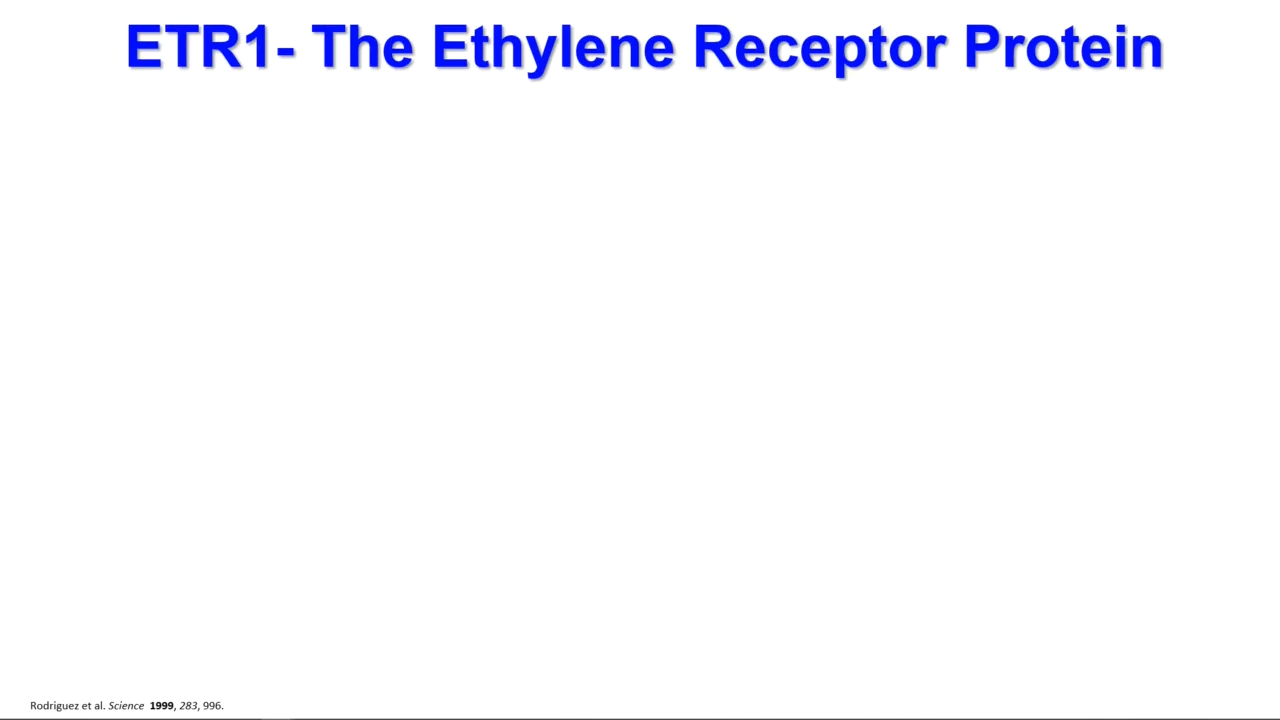 ETR1- The Ethylene Receptor Protein
Rodriguez et al. Science 1999, 283, 996.